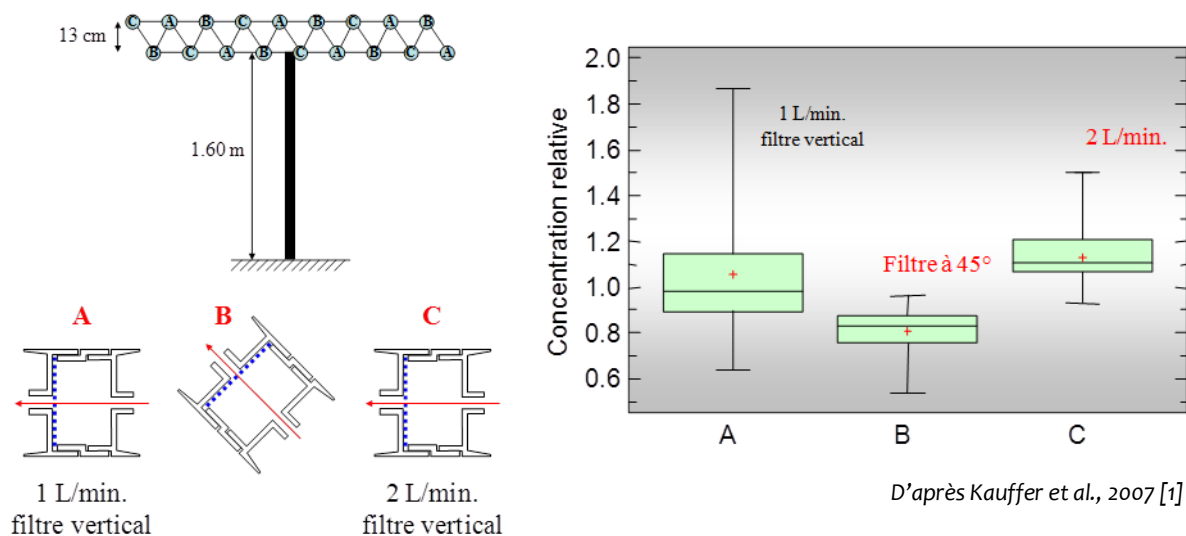 C A B C A B C A B
13 cm
B C A B C A B C A
1.60 m
A B C
1 L/min.
filtre vertical
2 L/min.
filtre vertical
Concentration relative
2.0
1.8
1.6
1.4
1.2
1.0
0.8
0.6
1 L/min.
filtre vertical
2 L/min.
Filtre à 45°
A B C
D'après Kauffer et al., 2007 [1]